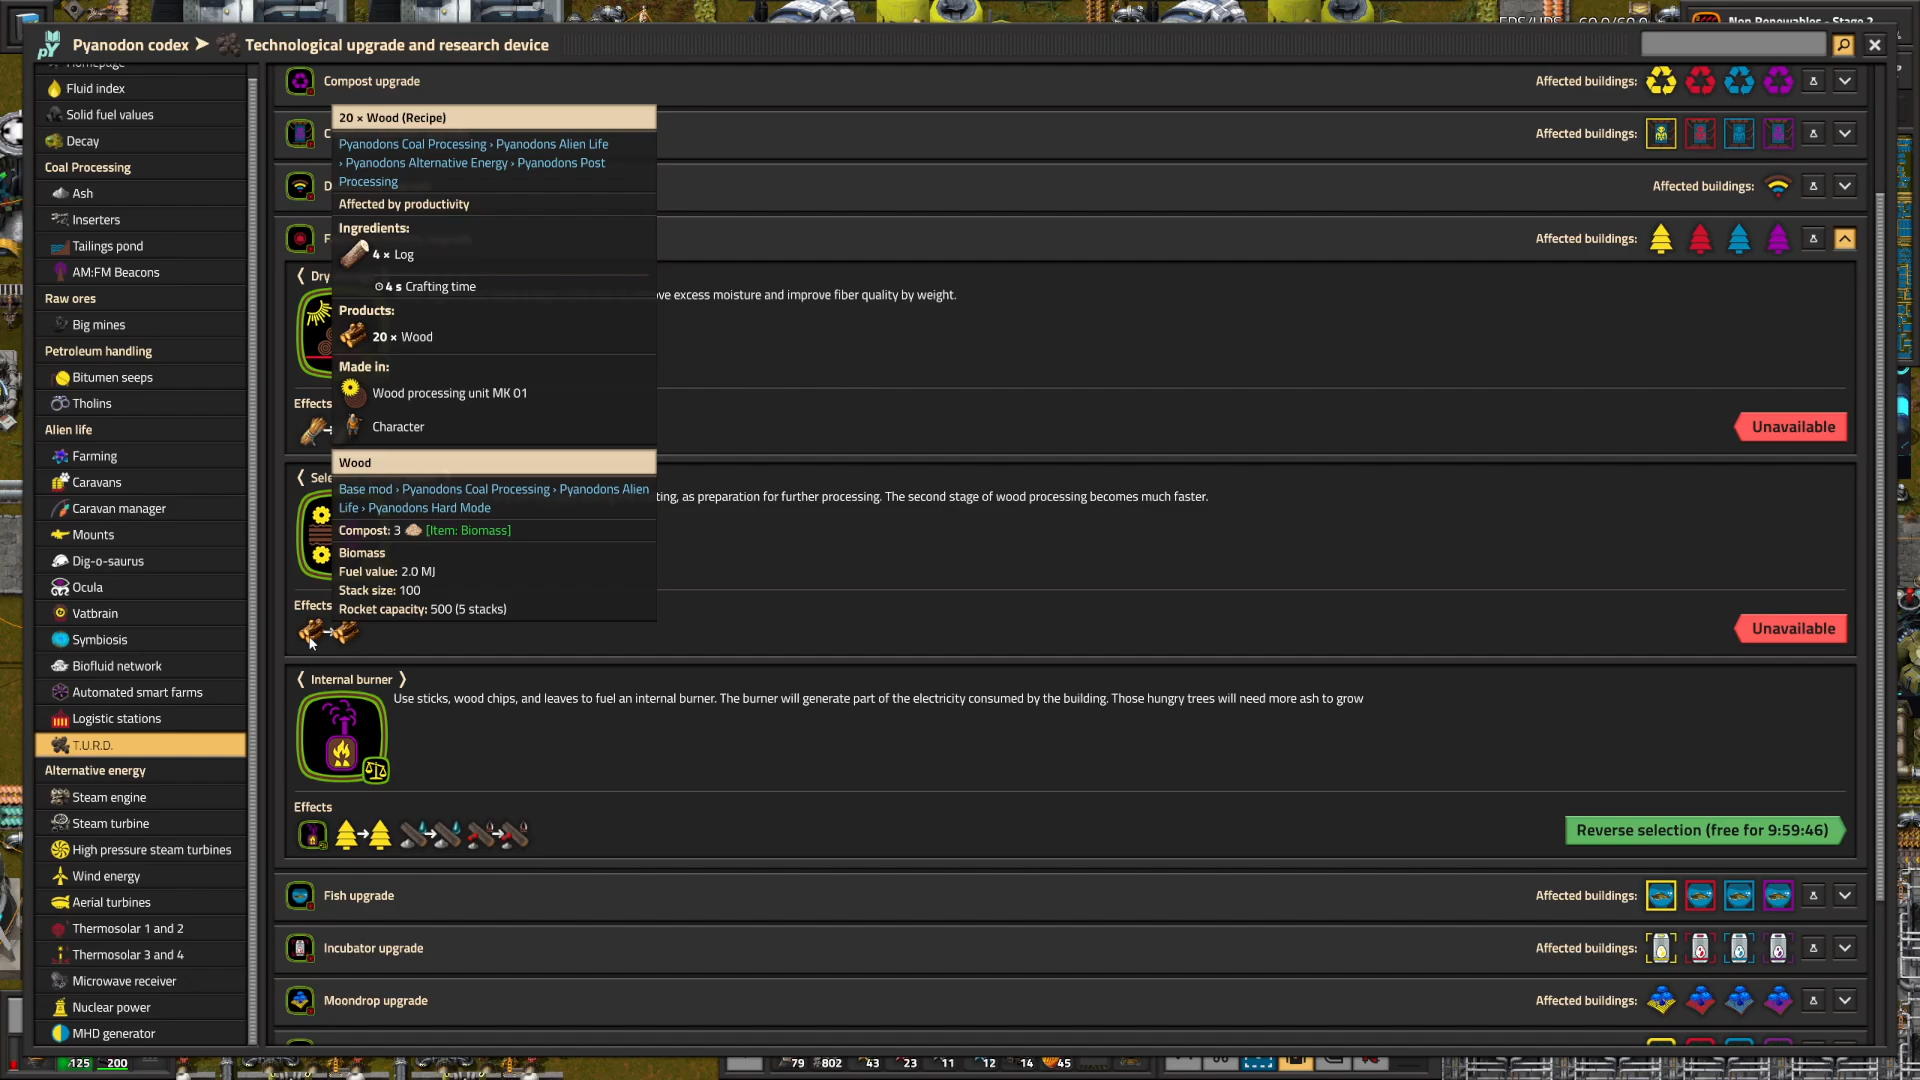 EPS/UPS 60.0/60.0
Non Renewables - Stage 2
Pyanodon codex
Technological upgrade and research device
Homepage
Fluid index
Solid fuel values
Decay
Coal Processing
Ash
Inserters
Tailings pond
AM:FM Beacons
Raw ores
Big mines
Petroleum handling
Bitumen seeps
Tholins
Alien life
Farming
Caravans
Caravan manager
Mounts
Dig-o-saurus
Ocula
Vatbrain
Symbiosis
Biofluid network
Automated smart farms
Logistic stations
T.U.R.D.
Alternative energy
Steam engine
Steam turbine
High pressure steam turbines
Wind energy
Aerial turbines
Thermosolar 1 and 2
Thermosolar 3 and 4
Microwave receiver
Nuclear power
MHD generator
Compost upgrade
Affected buildings:
Affected buildings:
Affected buildings:
Affected buildings:
20 × Wood (Recipe)
Pyanodons Coal Processing › Pyanodons Alien Life
› Pyanodons Alternative Energy › Pyanodons Post
Processing
Affected by productivity
Ingredients:
4 × Log
4 s Crafting time
Products:
20 × Wood
Made in:
Wood processing unit MK 01
Character
Wood
Base mod › Pyanodons Coal Processing › Pyanodons Alien
Life › Pyanodons Hard Mode
Compost: 3 [Item: Biomass]
Biomass
Fuel value: 2.0 MJ
Stack size: 100
Rocket capacity: 500 (5 stacks)
Dry
ve excess moisture and improve fiber quality by weight.
Effects
Unavailable
Sele
ting, as preparation for further processing. The second stage of wood processing becomes much faster.
Effects
Unavailable
Internal burner
Use sticks, wood chips, and leaves to fuel an internal burner. The burner will generate part of the electricity consumed by the building. Those hungry trees will need more ash to grow
Effects
Reverse selection (free for 9:59:46)
Fish upgrade
Affected buildings:
Incubator upgrade
Affected buildings:
Moondrop upgrade
Affected buildings:
125 200
79 802 43 23 11 12 14 45